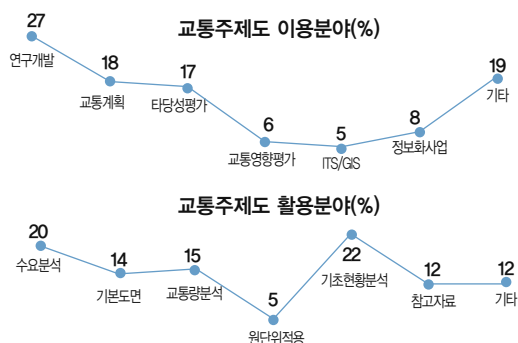 교통주제도 이용분야(%)
27
연구개발
18
교통계획
17
타당성평가
6
교통영향평가
5
ITS/GIS
8
정보화사업
19
기타
교통주제도 활용분야(%)
20
수요분석
14
기본도면
15
교통량분석
5
원단위적용
22
기초현황분석
12
참고자료
12
기타